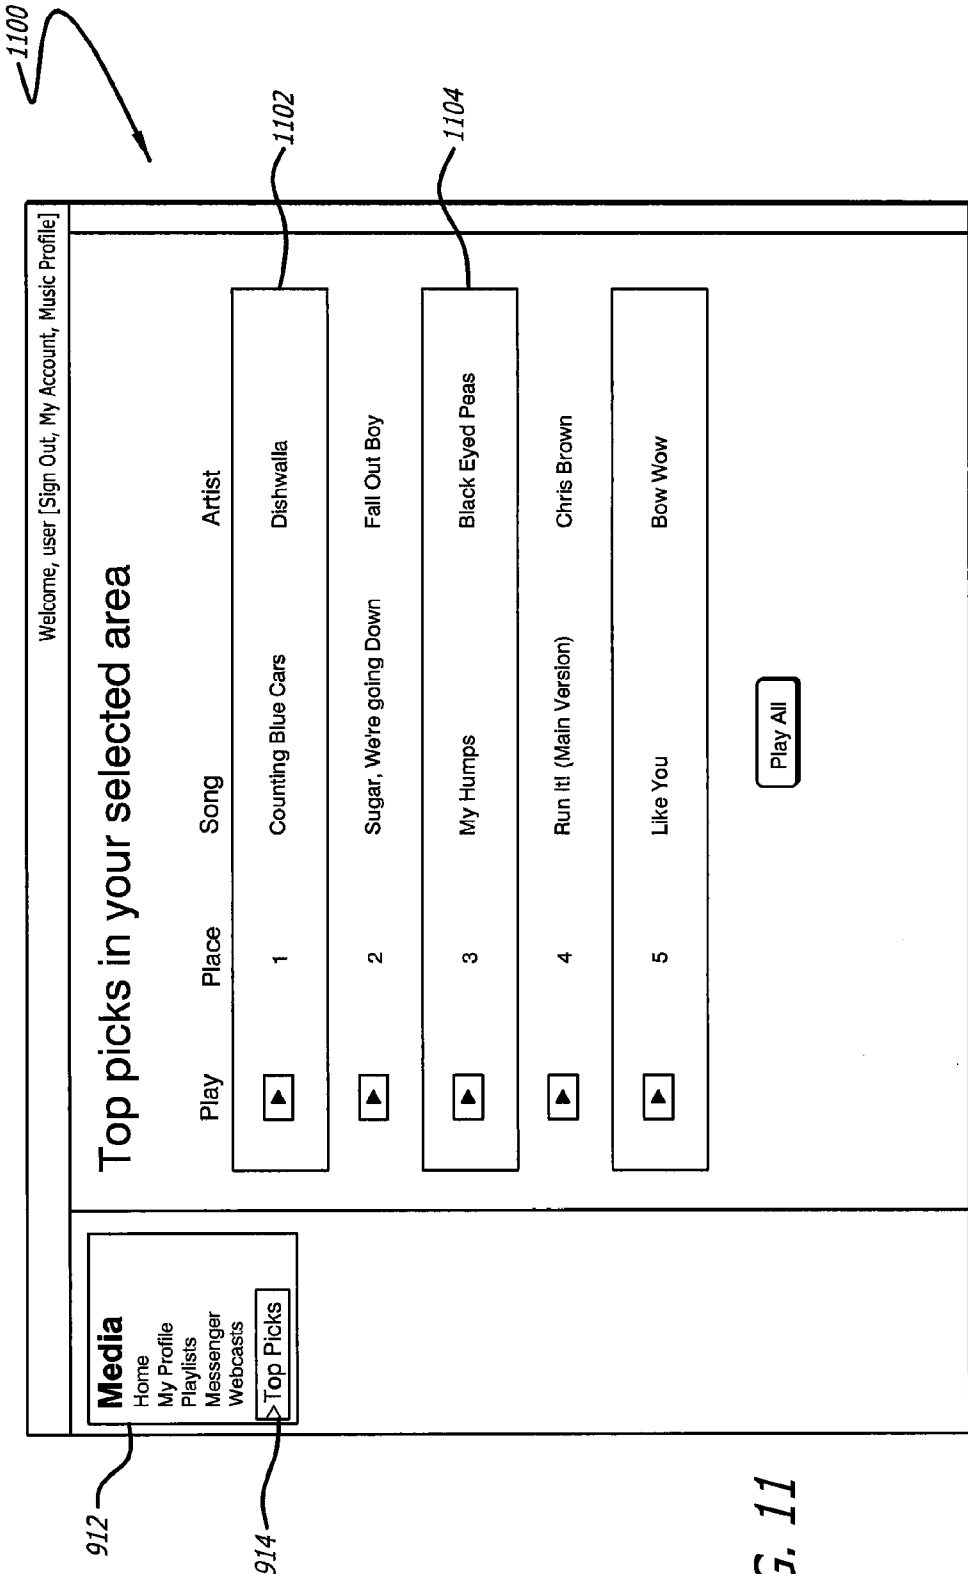 1100
Welcome, user [Sign Out, My Account, Music Profile]
912
Media
Home
My Profile
Playlists
Messenger
Webcasts
914
>Top Picks
Top picks in your selected area
Play Place Song Artist
1 Counting Blue Cars Dishwalla
1102
2 Sugar, We're going Down Fall Out Boy
3 My Humps Black Eyed Peas
1104
4 Run It! (Main Version) Chris Brown
5 Like You Bow Wow
Play All
G. 11